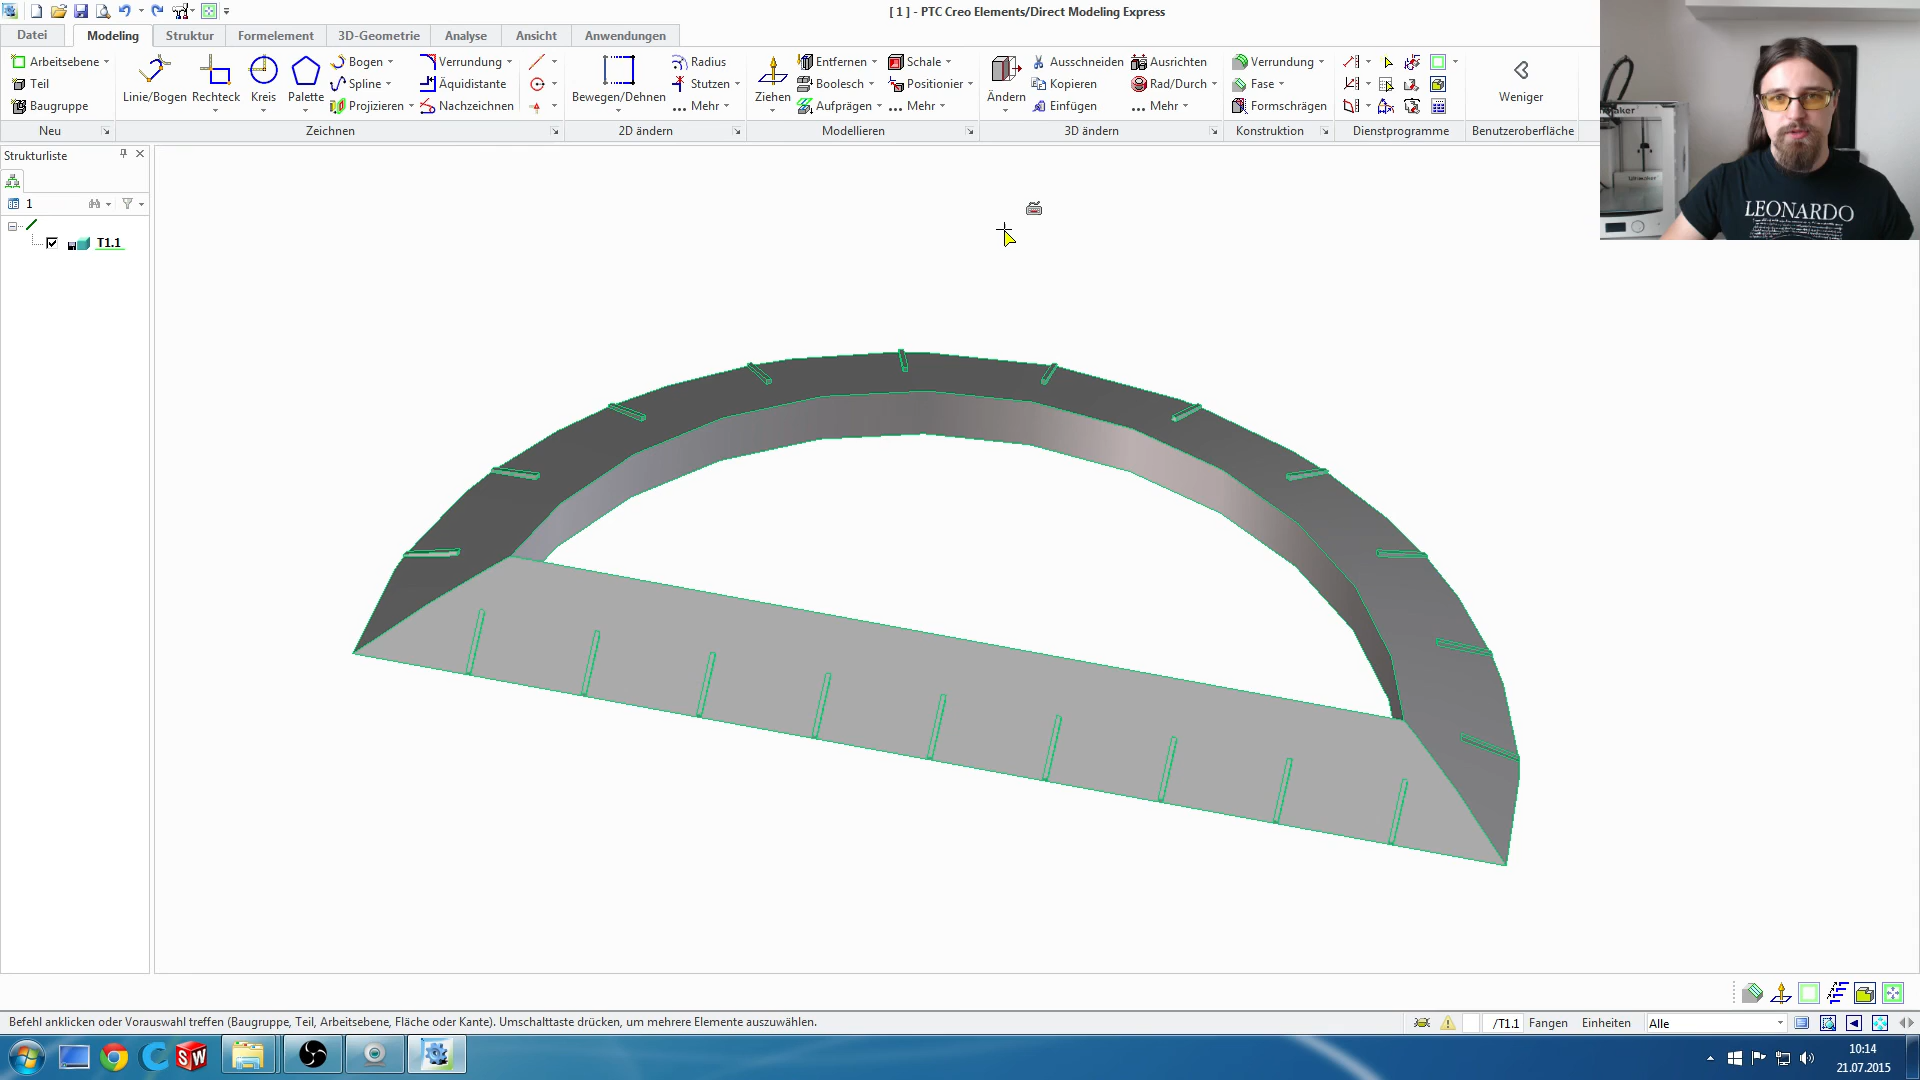 [ 1 ] - PTC Creo Elements/Direct Modeling Express
Datei Modeling Struktur Formelement 3D-Geometrie Analyse Ansicht Anwendungen
Arbeitsebene
Teil
Baugruppe
Neu
Linie/Bogen Rechteck Kreis Palette
Bogen
Spline
Projizieren
Verrundung
Äquidistante
Nachzeichnen
Zeichnen
Bewegen/Dehnen
Radius
Stutzen
Mehr
2D ändern
Ziehen
Entfernen
Boolesch
Aufprägen
Schale
Positionier
Mehr
Modellieren
Ändern
Ausschneiden
Kopieren
Einfügen
Ausrichten
Rad/Durch
Mehr
3D ändern
Verrundung
Fase
Formschrägen
Konstruktion
Dienstprogramme
Weniger
Benutzeroberfläche
Strukturliste
1
T1.1
LEONARDO
Befehl anklicken oder Vorauswahl treffen (Baugruppe, Teil, Arbeitsebene, Fläche oder Kante). Umschalttaste drücken, um mehrere Elemente auszuwählen.
/T1.1 Fangen Einheiten Alle
SW
10:14
21.07.2015